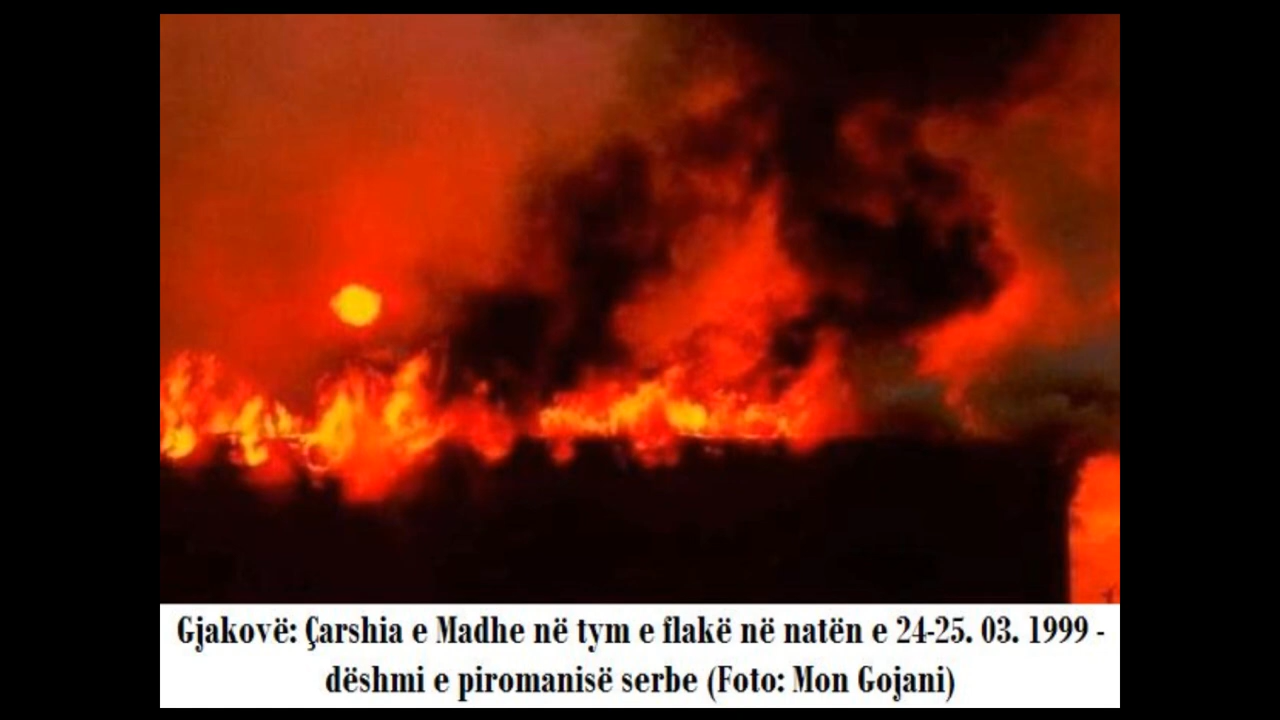 Gjakovë: Çarshia e Madhe në tym e flakë në natën e 24-25. 03. 1999 -
dëshmi e piromanisë serbe (Foto: Mon Gojani)